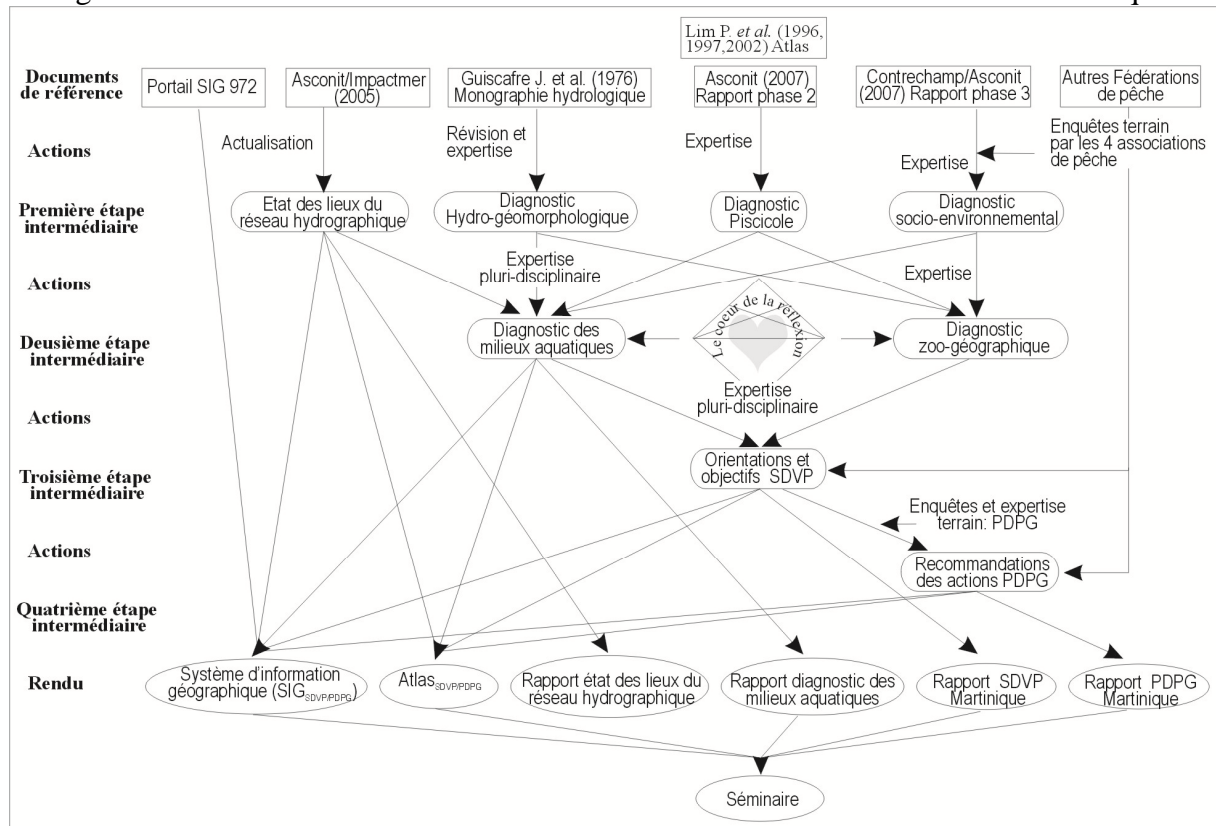 Lim P. et al. (1996,
1997,2002) Atlas
Documents
de référence
Portail SIG 972
Asconit/Impactmer
(2005)
Guiscafre J. et al. (1976)
Monographie hydrologique
Asconit (2007)
Rapport phase 2
Contrechamp/Asconit
(2007) Rapport phase 3
Autres Fédérations
de pêche
Actions
Actualisation
Révision et
expertise
Expertise
Expertise
Enquêtes terrain
par les 4 associations
de pêche
Première étape
intermédiaire
Etat des lieux du
réseau hydrographique
Diagnostic
Hydro-géomorphologique
Diagnostic
Piscicole
Diagnostic
socio-environnemental
Actions
Expertise
pluri-disciplinaire
Expertise
Deusième étape
intermédiaire
Diagnostic des
milieux aquatiques
Le coeur de la réflexion
Diagnostic
zoo-géographique
Actions
Expertise
pluri-disciplinaire
Troisième étape
intermédiaire
Orientations et
objectifs SDVP
Actions
Enquêtes et expertise
terrain: PDPG
Recommandations
des actions PDPG
Quatrième étape
intermédiaire
Rendu
Système d'information
géographique (SIG SDVP/PDPG)
Atlas SDVP/PDPG
Rapport état des lieux du
réseau hydrographique
Rapport diagnostic des
milieux aquatiques
Rapport SDVP
Martinique
Rapport PDPG
Martinique
Séminaire